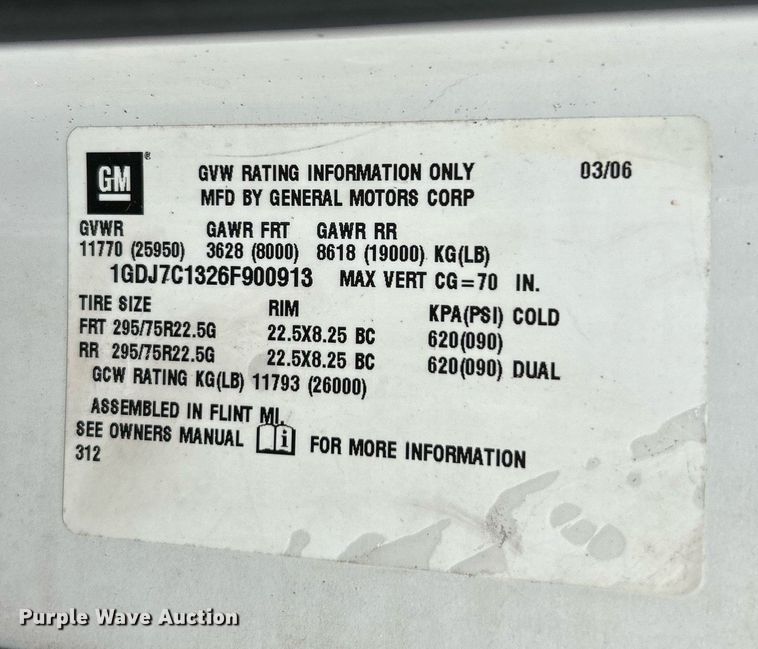 GM ® GVW RATING INFORMATION ONLY 03/06
MFD BY GENERAL MOTORS CORP
GVWR GAWR FRT GAWR RR
11770 (25950) 3628 (8000) 8618 (19000) KG(LB)
1GDJ7C1326F900913 MAX VERT CG=70 IN.
TIRE SIZE RIM KPA(PSI) COLD
FRT 295/75R22.5G 22.5X8.25 BC 620(090)
RR 295/75R22.5G 22.5X8.25 BC 620(090) DUAL
GCW RATING KG(LB) 11793 (26000)
ASSEMBLED IN FLINT MI.
SEE OWNERS MANUAL i FOR MORE INFORMATION
312
Purple Wave Auction